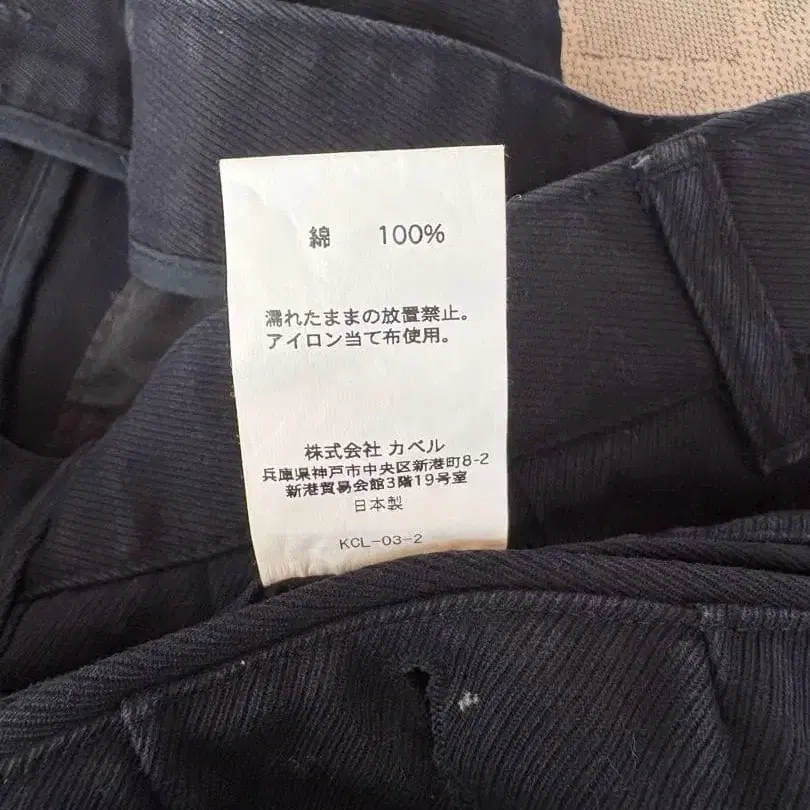 綿 100%
濡れたままの放置禁止。
アイロン当て布使用。
株式会社 カベル
兵庫県神戸市中央区新港町8-2
新港貿易会館3階19号室
日本製
KCL-03-2